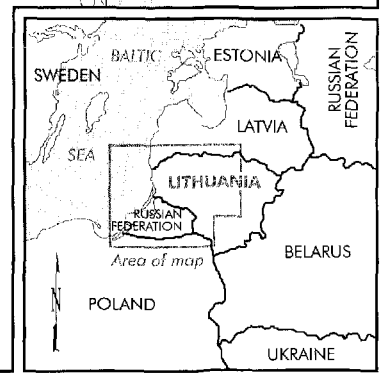 BALTIC
ESTONIA
SWEDEN
RUSSIAN
FEDERATION
LATVIA
SEA
LITHUANIA
RUSSIAN
FEDERATION
BELARUS
Area of map
N
POLAND
UKRAINE